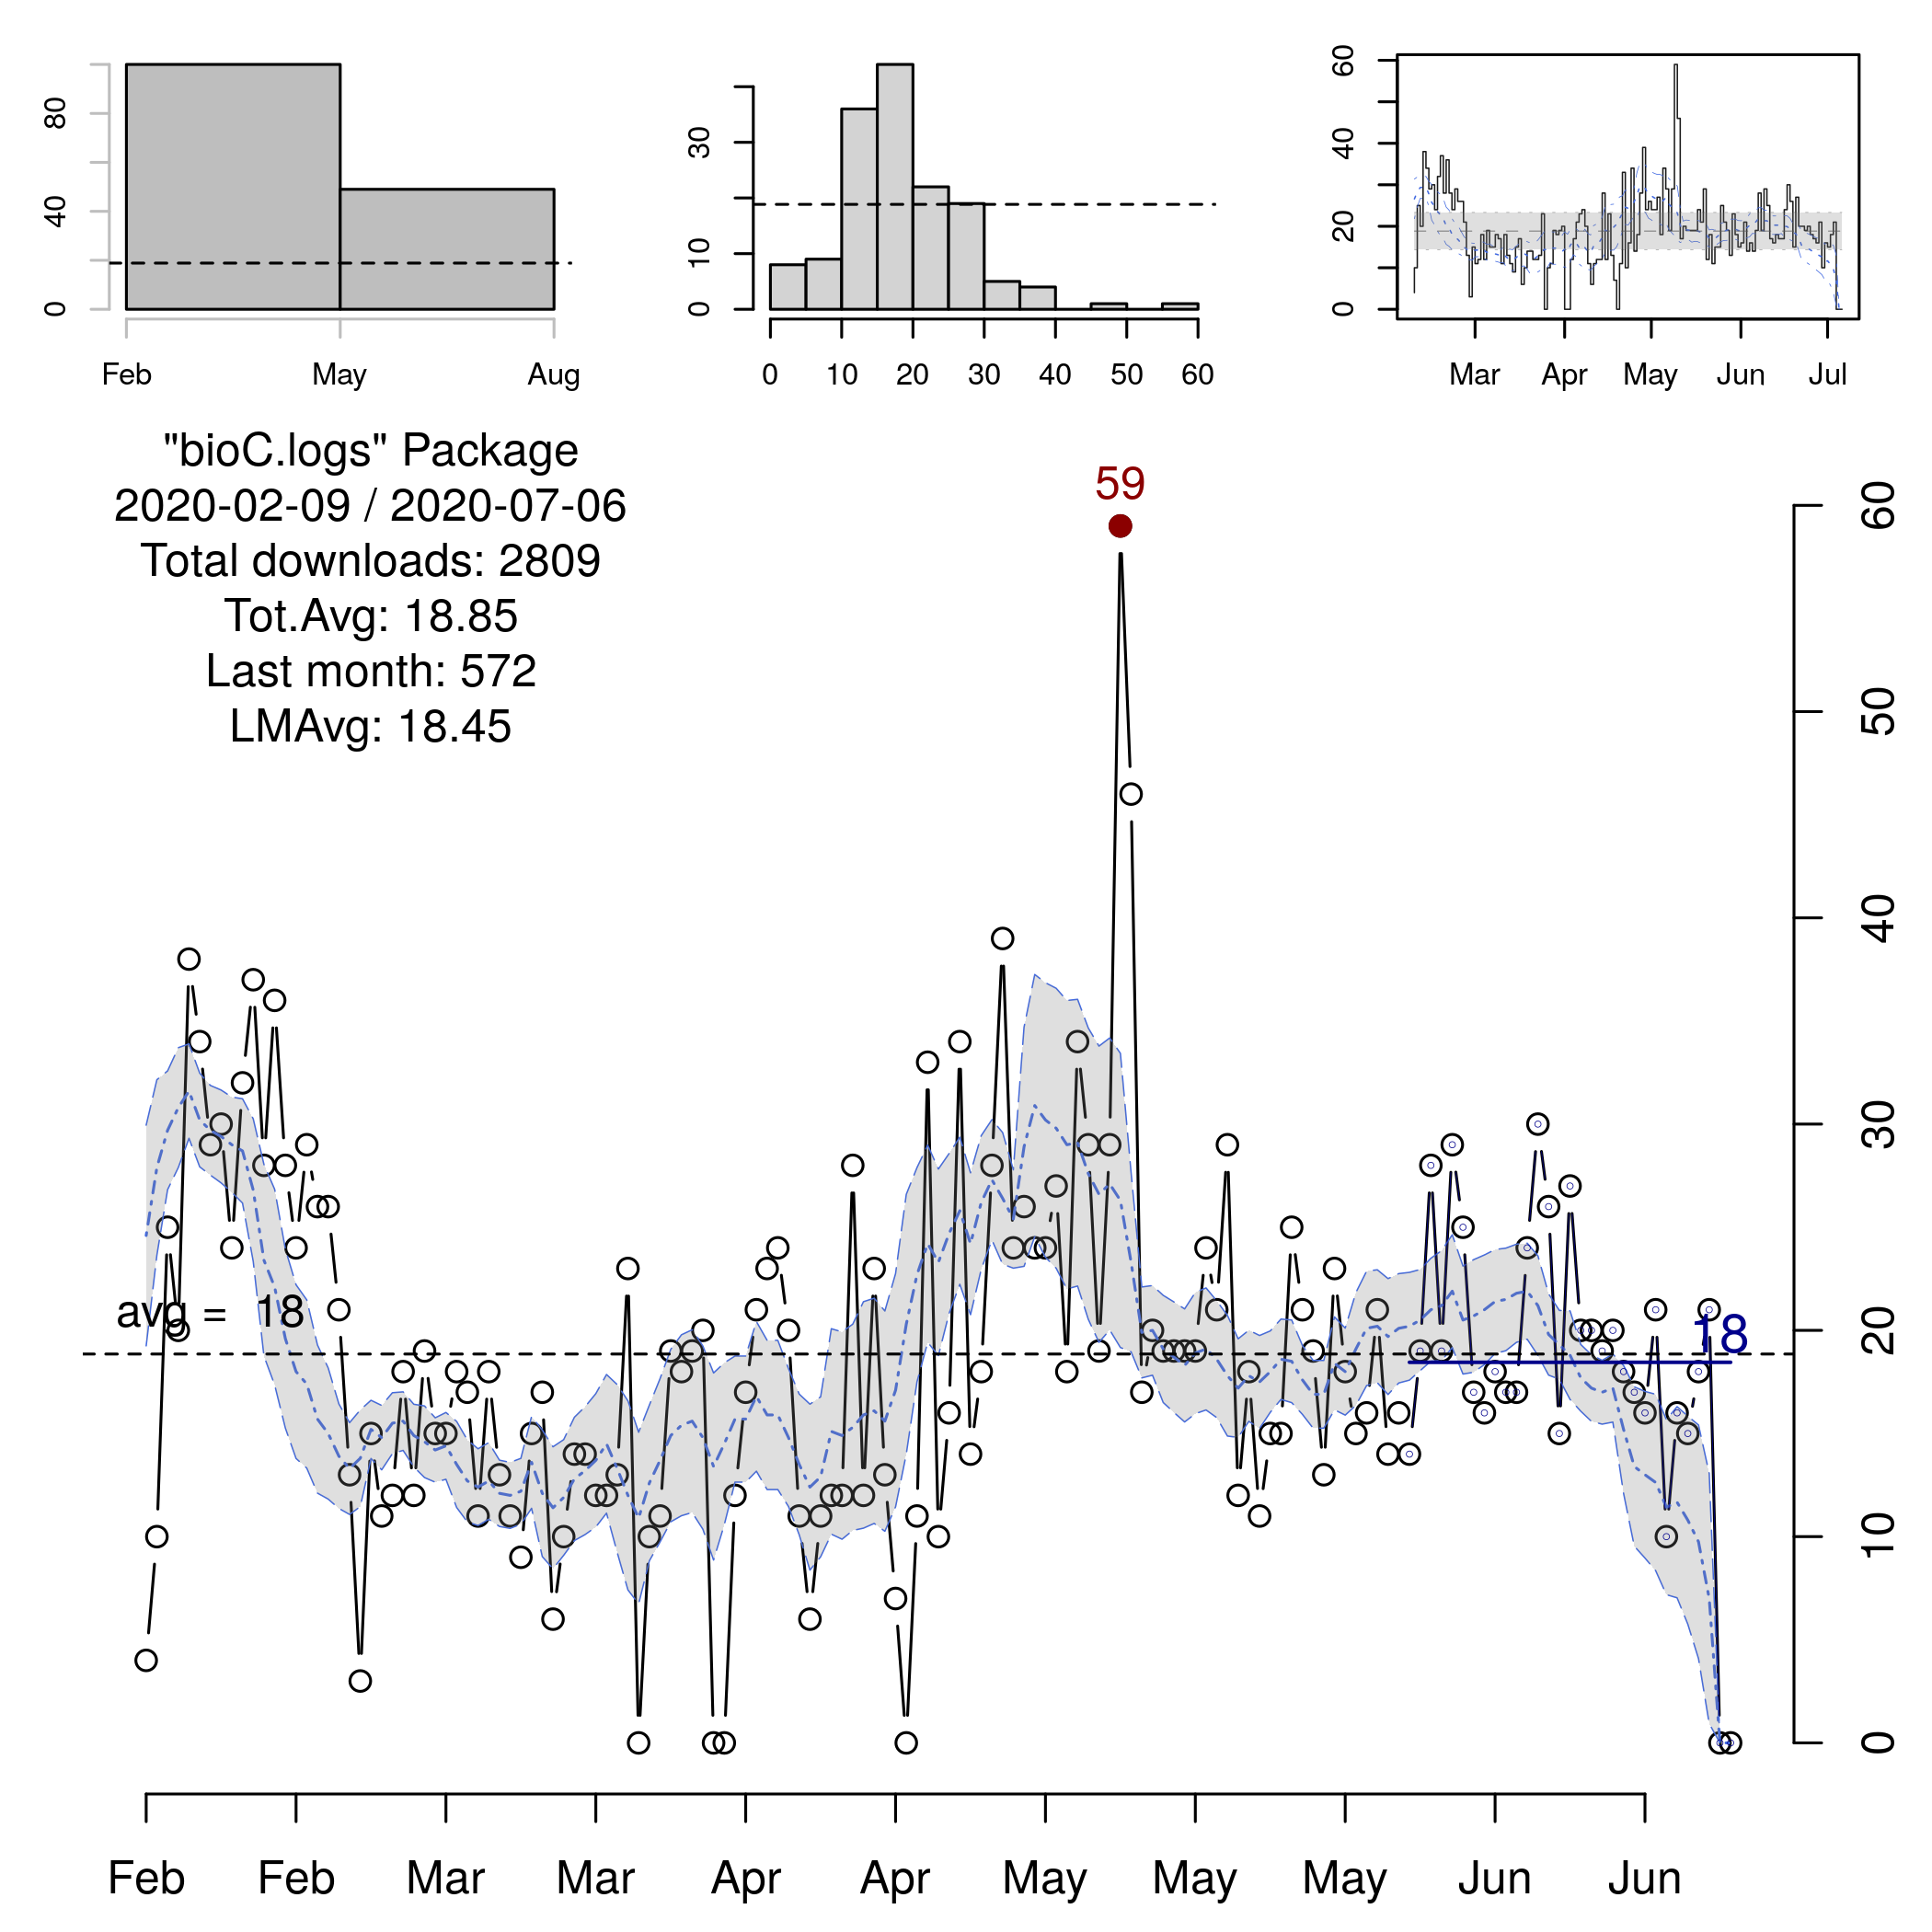 80
40
0
Feb May Aug
30
10
0
0 10 20 30 40 50 60
60
40
20
0
Mar Apr May Jun Jul
"bioC.logs" Package
2020-02-09 / 2020-07-06
Total downloads: 2809
Tot.Avg: 18.85
Last month: 572
LMAvg: 18.45
59
60
50
40
30
20
10
0
avg = 18
18
Feb Feb Mar Mar Apr Apr May May May Jun Jun